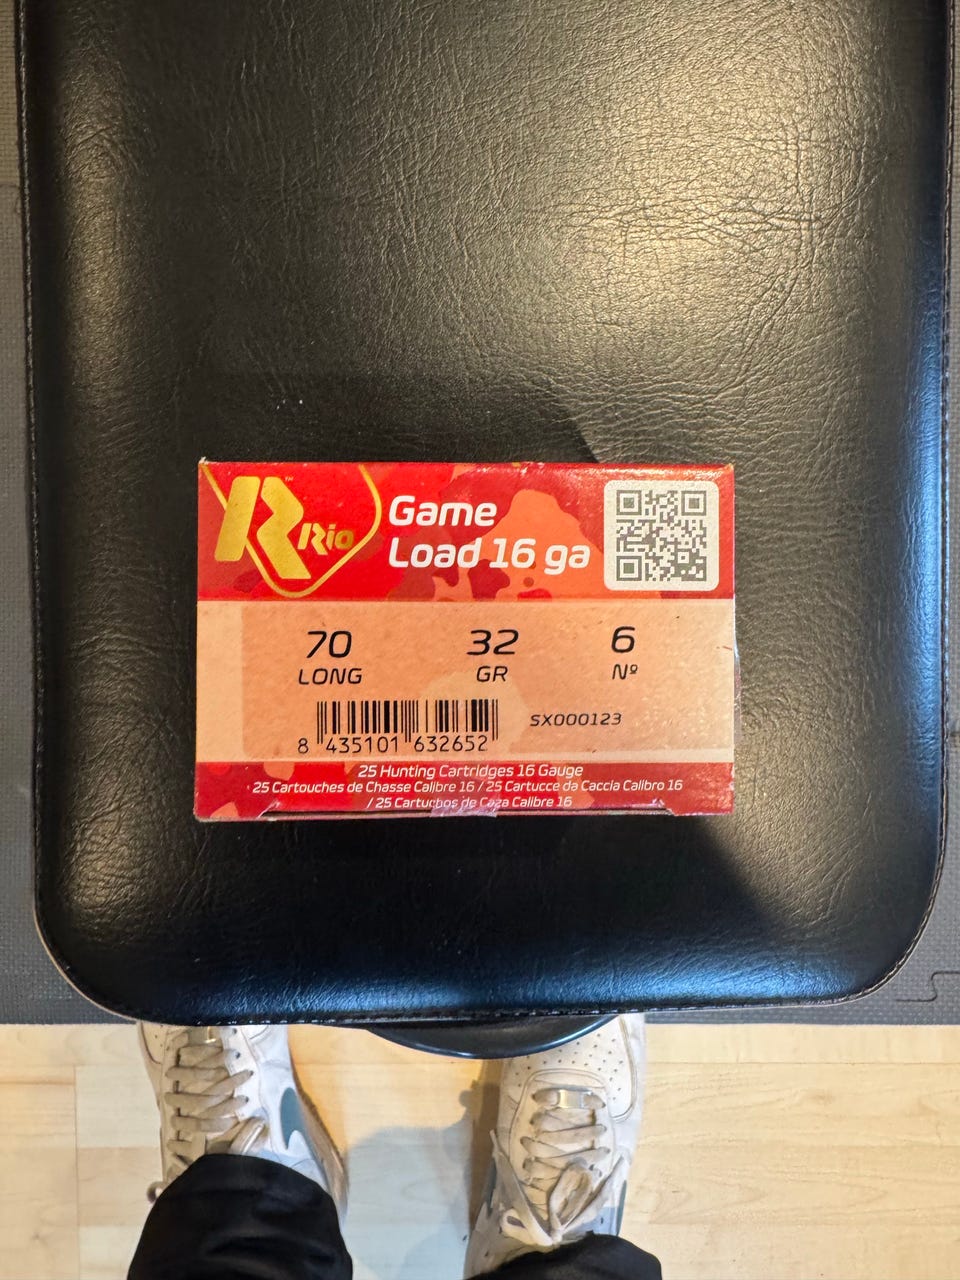 Rio™
Game
Load 16 ga
70 32 6
LONG GR Nº
8 435101 632652
SX000123
25 Hunting Cartridges 16 Gauge
25 Cartouches de Chasse Calibre 16 / 25 Cartucce da Caccia Calibro 16
/ 25 Cartuchos de Caza Calibre 16